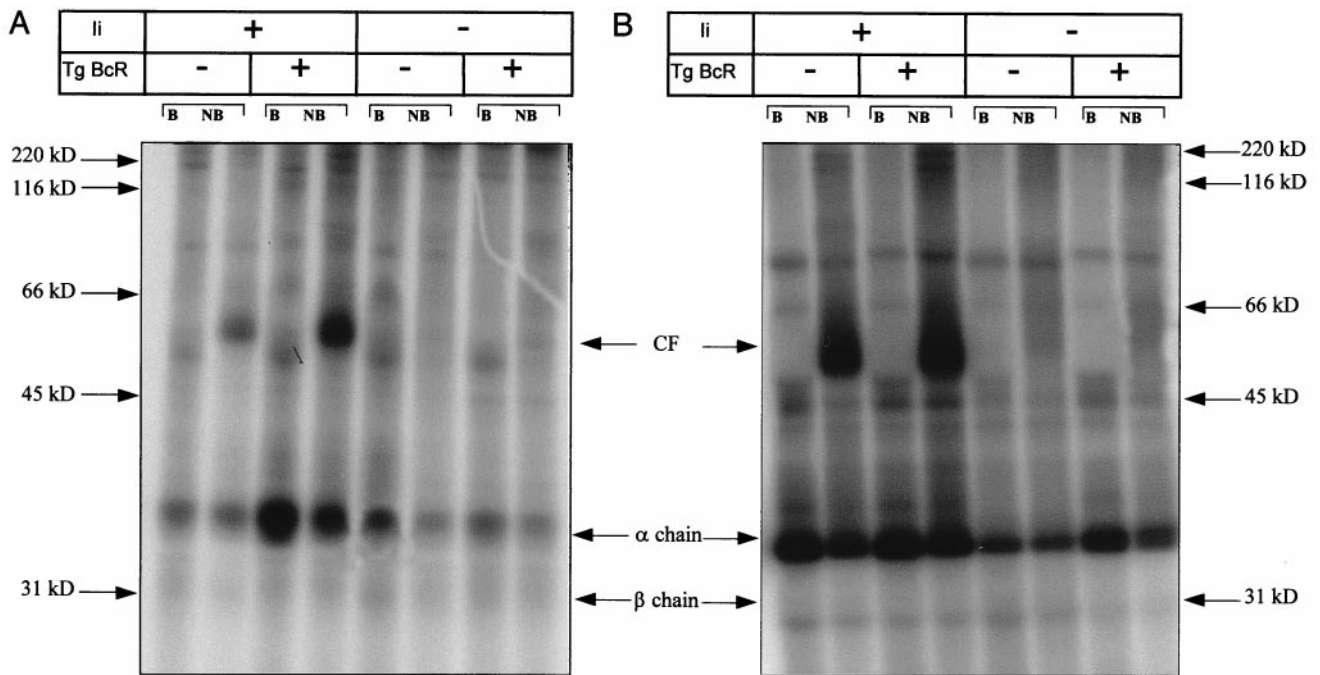 A
Ii + -
Tg BcR - + - +
B NB B NB B NB B NB
220 kD
116 kD
66 kD
45 kD
31 kD
CF
α chain
β chain
B
Ii + -
Tg BcR - + - +
B NB B NB B NB B NB
220 kD
116 kD
66 kD
45 kD
31 kD